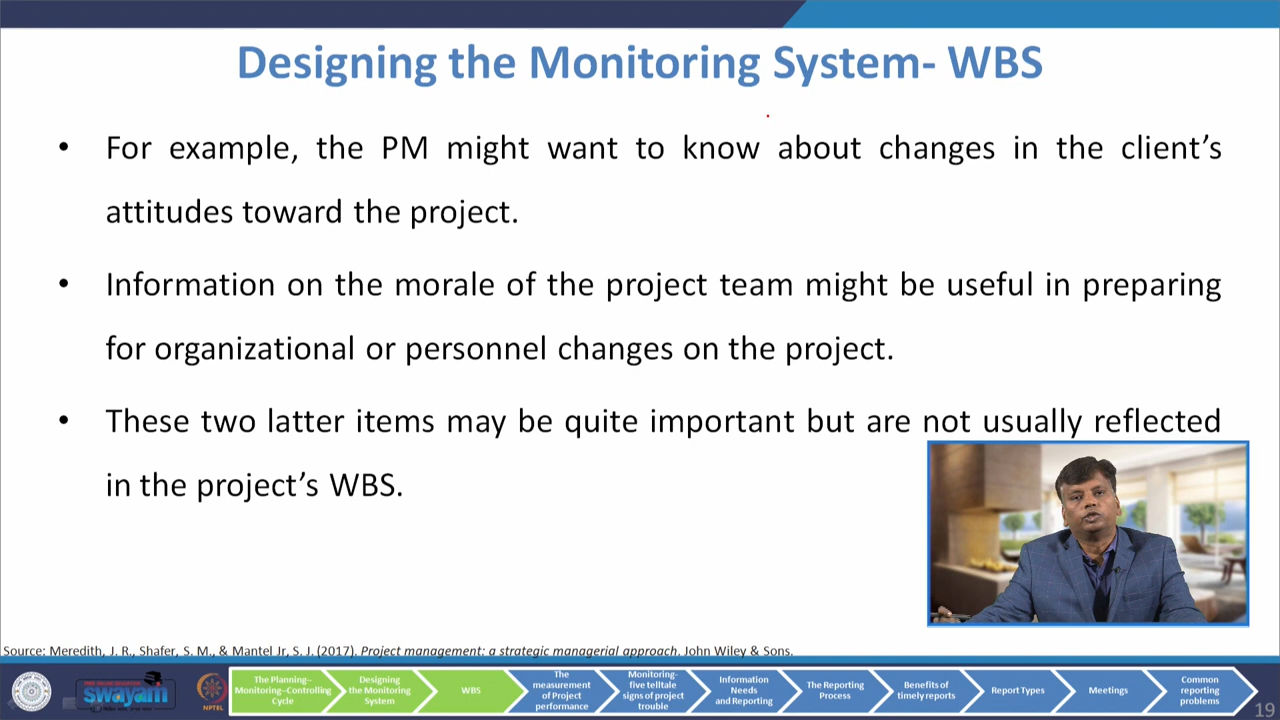 Designing the Monitoring System- WBS
• For example, the PM might want to know about changes in the client’s
attitudes toward the project.
• Information on the morale of the project team might be useful in preparing
for organizational or personnel changes on the project.
• These two latter items may be quite important but are not usually reflected
in the project’s WBS.
Source: Meredith, J. R., Shafer, S. M., & Mantel Jr, S. J. (2017). Project management: a strategic managerial approach. John Wiley & Sons.
swayam
NPTEL
The Planning–
Monitoring–Controlling
Cycle
Designing
the Monitoring
System
WBS
The
measurement
of Project
performance
Monitoring-
five telltale
signs of project
trouble
Information
Needs
and Reporting
The Reporting
Process
Benefits of
timely reports
Report Types
Meetings
Common
reporting
problems
19